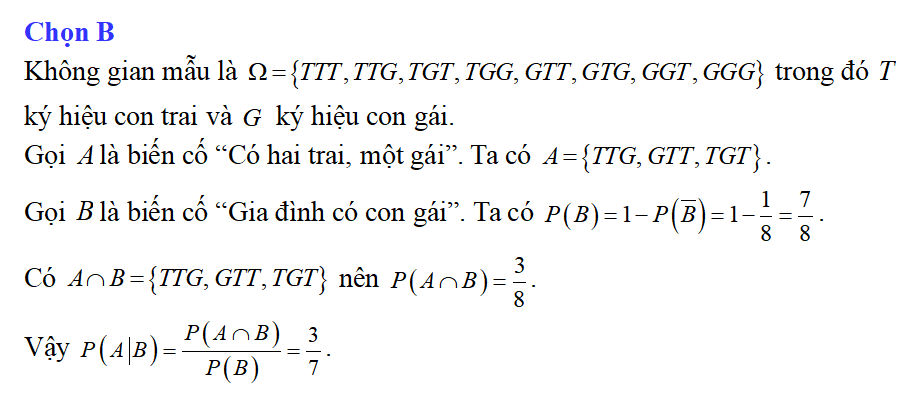 Chọn B
Không gian mẫu là Ω={TTT,TTG,TGT,TGG,GTT,GTG,GGT,GGG} trong đó T
ký hiệu con trai và G ký hiệu con gái.
Gọi A là biến cố “Có hai trai, một gái”. Ta có A={TTG,GTT,TGT}.
Gọi B là biến cố “Gia đình có con gái”. Ta có P(B)=1−P(B̅)=1−1/8=7/8.
Có A∩B={TTG,GTT,TGT} nên P(A∩B)=3/8.
Vậy P(A|B)=P(A∩B)/P(B)=3/7.